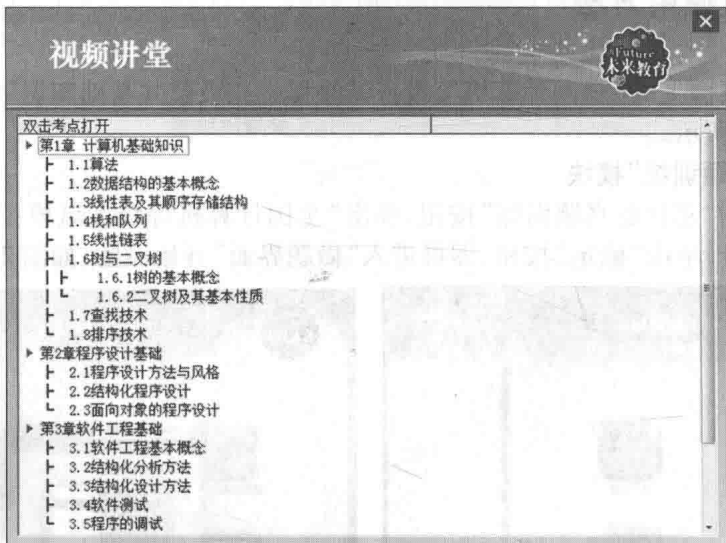 视频讲堂
eFuture
未来教育
双击考点打开
第1章 计算机基础知识
1.1算法
1.2数据结构的基本概念
1.3线性表及其顺序存储结构
1.4栈和队列
1.5线性链表
1.6树与二叉树
1.6.1树的基本概念
1.6.2二叉树及其基本性质
1.7查找技术
1.8排序技术
第2章程序设计基础
2.1程序设计方法与风格
2.2结构化程序设计
2.3面向对象的程序设计
第3章软件工程基础
3.1软件工程基本概念
3.2结构化分析方法
3.3结构化设计方法
3.4软件测试
3.5程序的调试